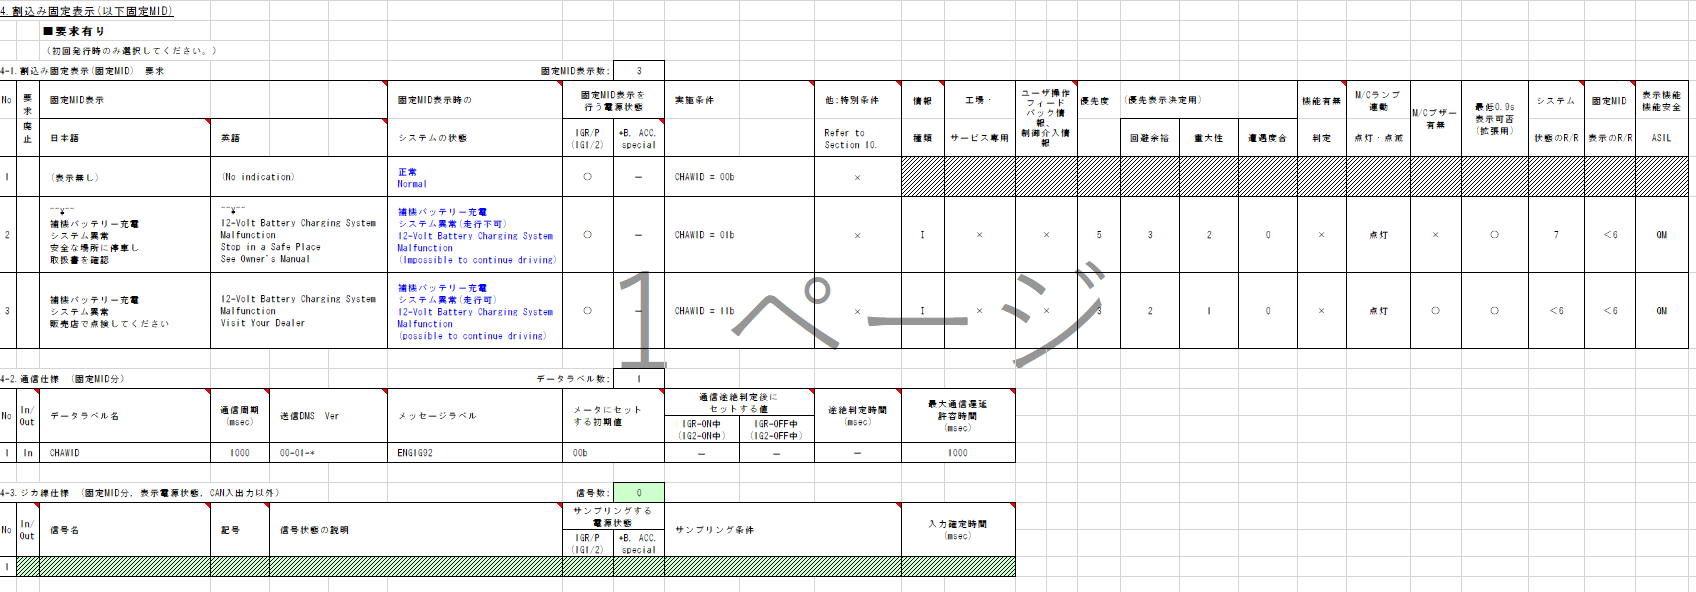 4.割込み固定表示(以下固定MID)
■要求有り
(初回発行時のみ選択してください。)
4-1.割込み固定表示(固定MID) 要求 固定MID表示数: 3
No 要求 廃止 固定MID表示 固定MID表示時の 固定MID表示を 行う電源状態 実施条件 他:特別条件 情報 工場・ ユーザ操作 フィード バック情 報、 制御介入情 報 優先度 (優先表示決定用) 機能有無 M/Cランプ 連動 M/Cブザー 有無 最低0.9s 表示可否 (拡張用) システム 固定MID 表示機能 機能安全
日本語 英語 システムの状態 IGR/P (IG1/2) +B, ACC, special Refer to Section 10. 種類 サービス専用 回避余裕 重大性 遭遇度合 判定 点灯・点滅 状態のR/R 表示のR/R ASIL
1 (表示無し) (No indication) 正常 Normal ○ − CHAWID = 00b ×
2
~~~~~
¥
補機バッテリー充電
システム異常
安全な場所に停車し
取扱書を確認
~~~~~
¥
12-Volt Battery Charging System
Malfunction
Stop in a Safe Place
See Owner's Manual
補機バッテリー充電
システム異常(走行不可)
12-Volt Battery Charging System
Malfunction
(Impossible to continue driving)
○ − CHAWID = 01b × I × × 5 3 2 0 × 点灯 × ○ 7 <6 QM
3
補機バッテリー充電
システム異常
販売店で点検してください
12-Volt Battery Charging System
Malfunction
Visit Your Dealer
補機バッテリー充電
システム異常(走行可)
12-Volt Battery Charging System
Malfunction
(possible to continue driving)
○ − CHAWID = 11b × I × × 3 2 1 0 × 点灯 ○ ○ <6 <6 QM
1 ページ
4-2.通信仕様 (固定MID分) データラベル数: 1
No In/Out データラベル名 通信周期 (msec) 送信DMS Ver メッセージラベル メータにセット する初期値 通信途絶判定後に セットする値 途絶判定時間 (msec) 最大通信遅延 許容時間 (msec)
IGR-ON中 (IG2-ON中) IGR-OFF中 (IG2-OFF中)
1 In CHAWID 1000 00-01-* ENG1G92 00b − − − 1000
4-3.ジカ線仕様 (固定MID分, 表示電源状態, CAN入出力以外) 信号数: 0
No In/Out 信号名 記号 信号状態の説明 サンプリングする 電源状態 サンプリング条件 入力確定時間 (msec)
IGR/P (IG1/2) +B, ACC, special
1